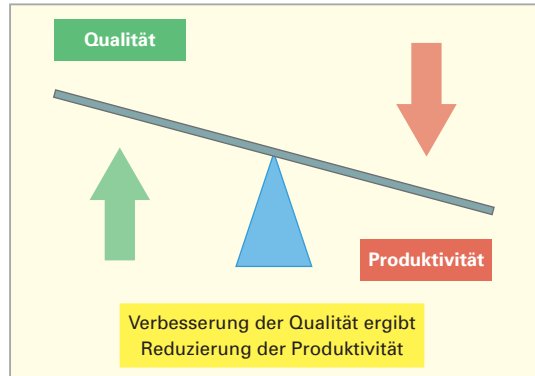 Qualität
Produktivität
Verbesserung der Qualität ergibt
Reduzierung der Produktivität